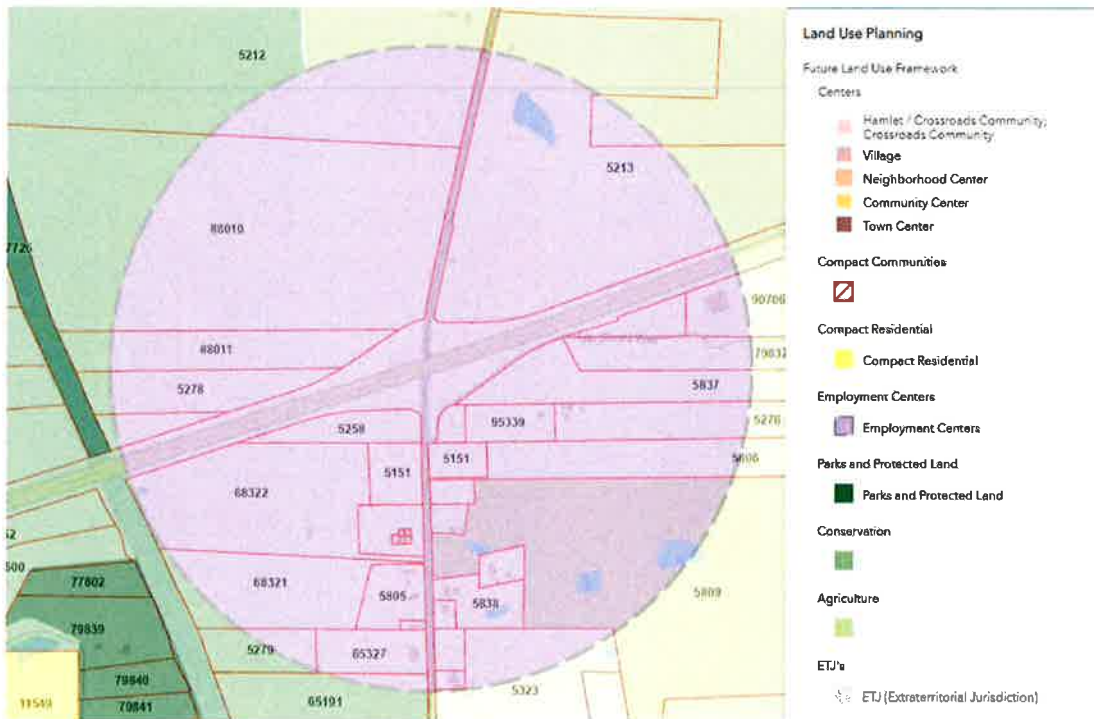 5212
5213
88010
7726
90706
88011
79832
5278
5837
5258
95339
5276
5151
5151
5806
68322
77802
68321
5805
5838
5809
79839
5279
65327
79840
5323
11549
79841
65191
Land Use Planning
Future Land Use Framework
Centers
Hamlet / Crossroads Community;
Crossroads Community
Village
Neighborhood Center
Community Center
Town Center
Compact Communities
Compact Residential
Compact Residential
Employment Centers
Employment Centers
Parks and Protected Land
Parks and Protected Land
Conservation
Agriculture
ETJ's
ETJ (Extraterritorial Jurisdiction)